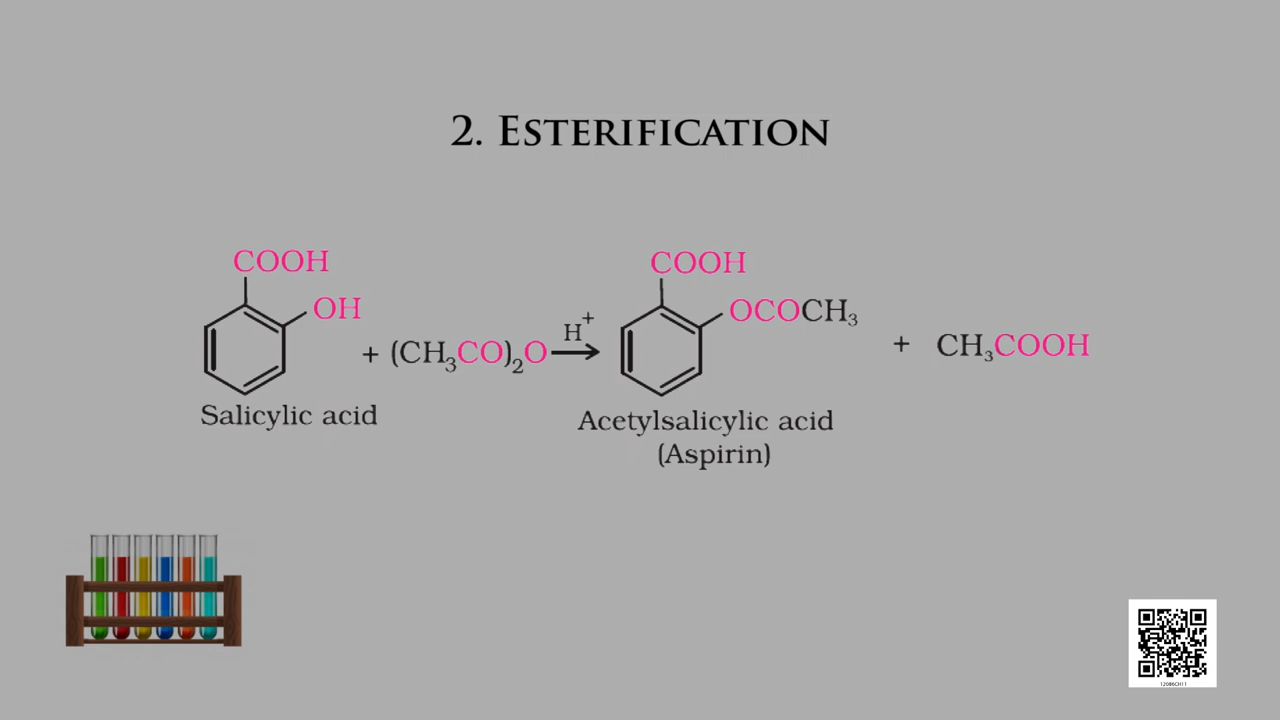 2. ESTERIFICATION
COOH
OH
+ (CH₃CO)₂O
H⁺
COOH
OCOCH₃
+ CH₃COOH
Salicylic acid
Acetylsalicylic acid
(Aspirin)